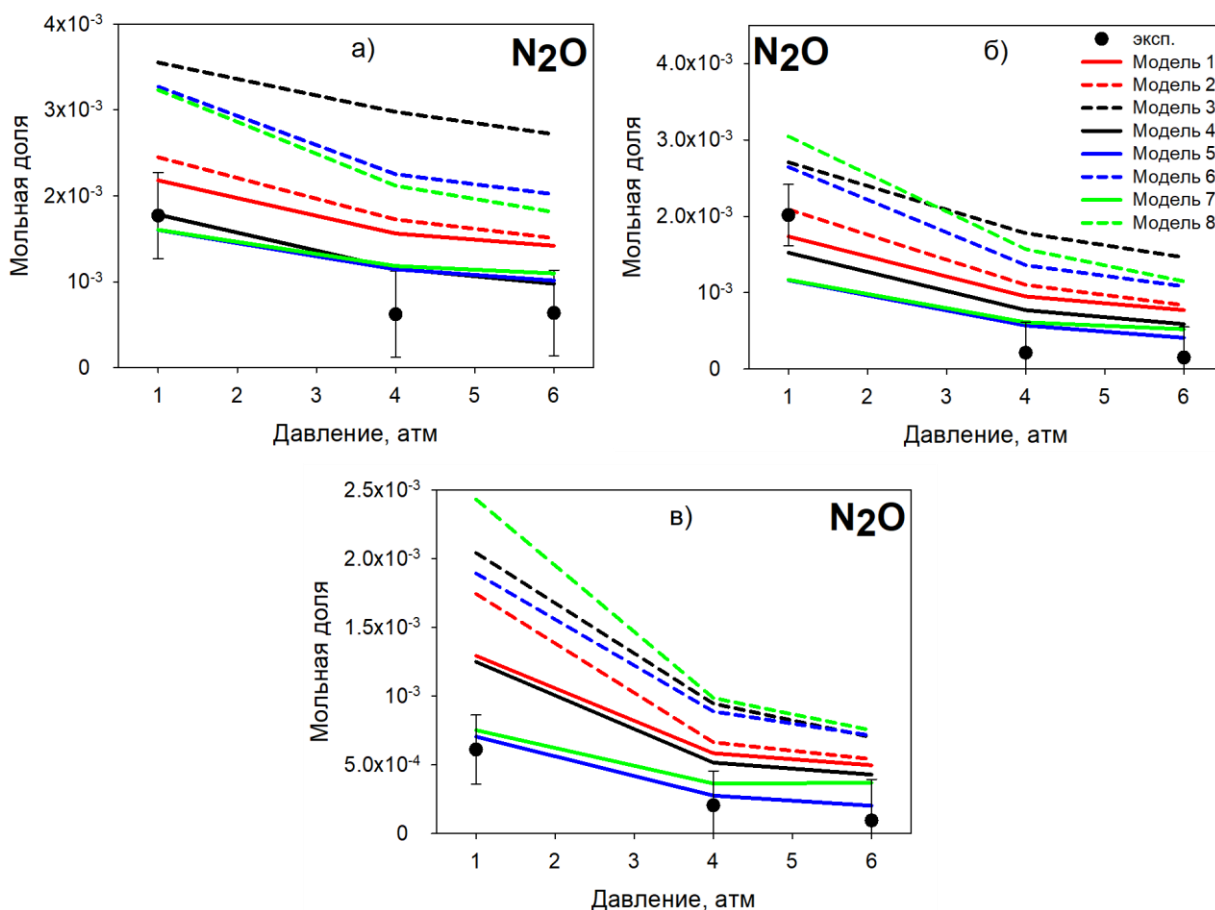 4x10⁻³
3x10⁻³
2x10⁻³
10⁻³
0
Мольная доля
а)
N₂O
1 2 3 4 5 6
Давление, атм
4.0x10⁻³
3.0x10⁻³
2.0x10⁻³
10⁻³
0
Мольная доля
N₂O
б)
эксп.
Модель 1
Модель 2
Модель 3
Модель 4
Модель 5
Модель 6
Модель 7
Модель 8
1 2 3 4 5 6
Давление, атм
2.5x10⁻³
2.0x10⁻³
1.5x10⁻³
10⁻³
5.0x10⁻⁴
0
Мольная доля
в)
N₂O
1 2 3 4 5 6
Давление, атм